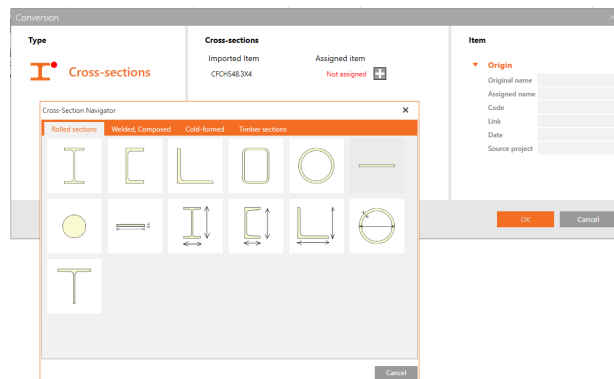 Conversion
Type
Cross-sections
Cross-sections
Imported Item Assigned item
CFCHS48.3X4 Not assigned
Item
Origin
Original name
Assigned name
Code
Link
Date
Source project
OK Cancel
Cross-Section Navigator
Rolled sections Welded, Composed Cold-formed Timber sections
Cancel